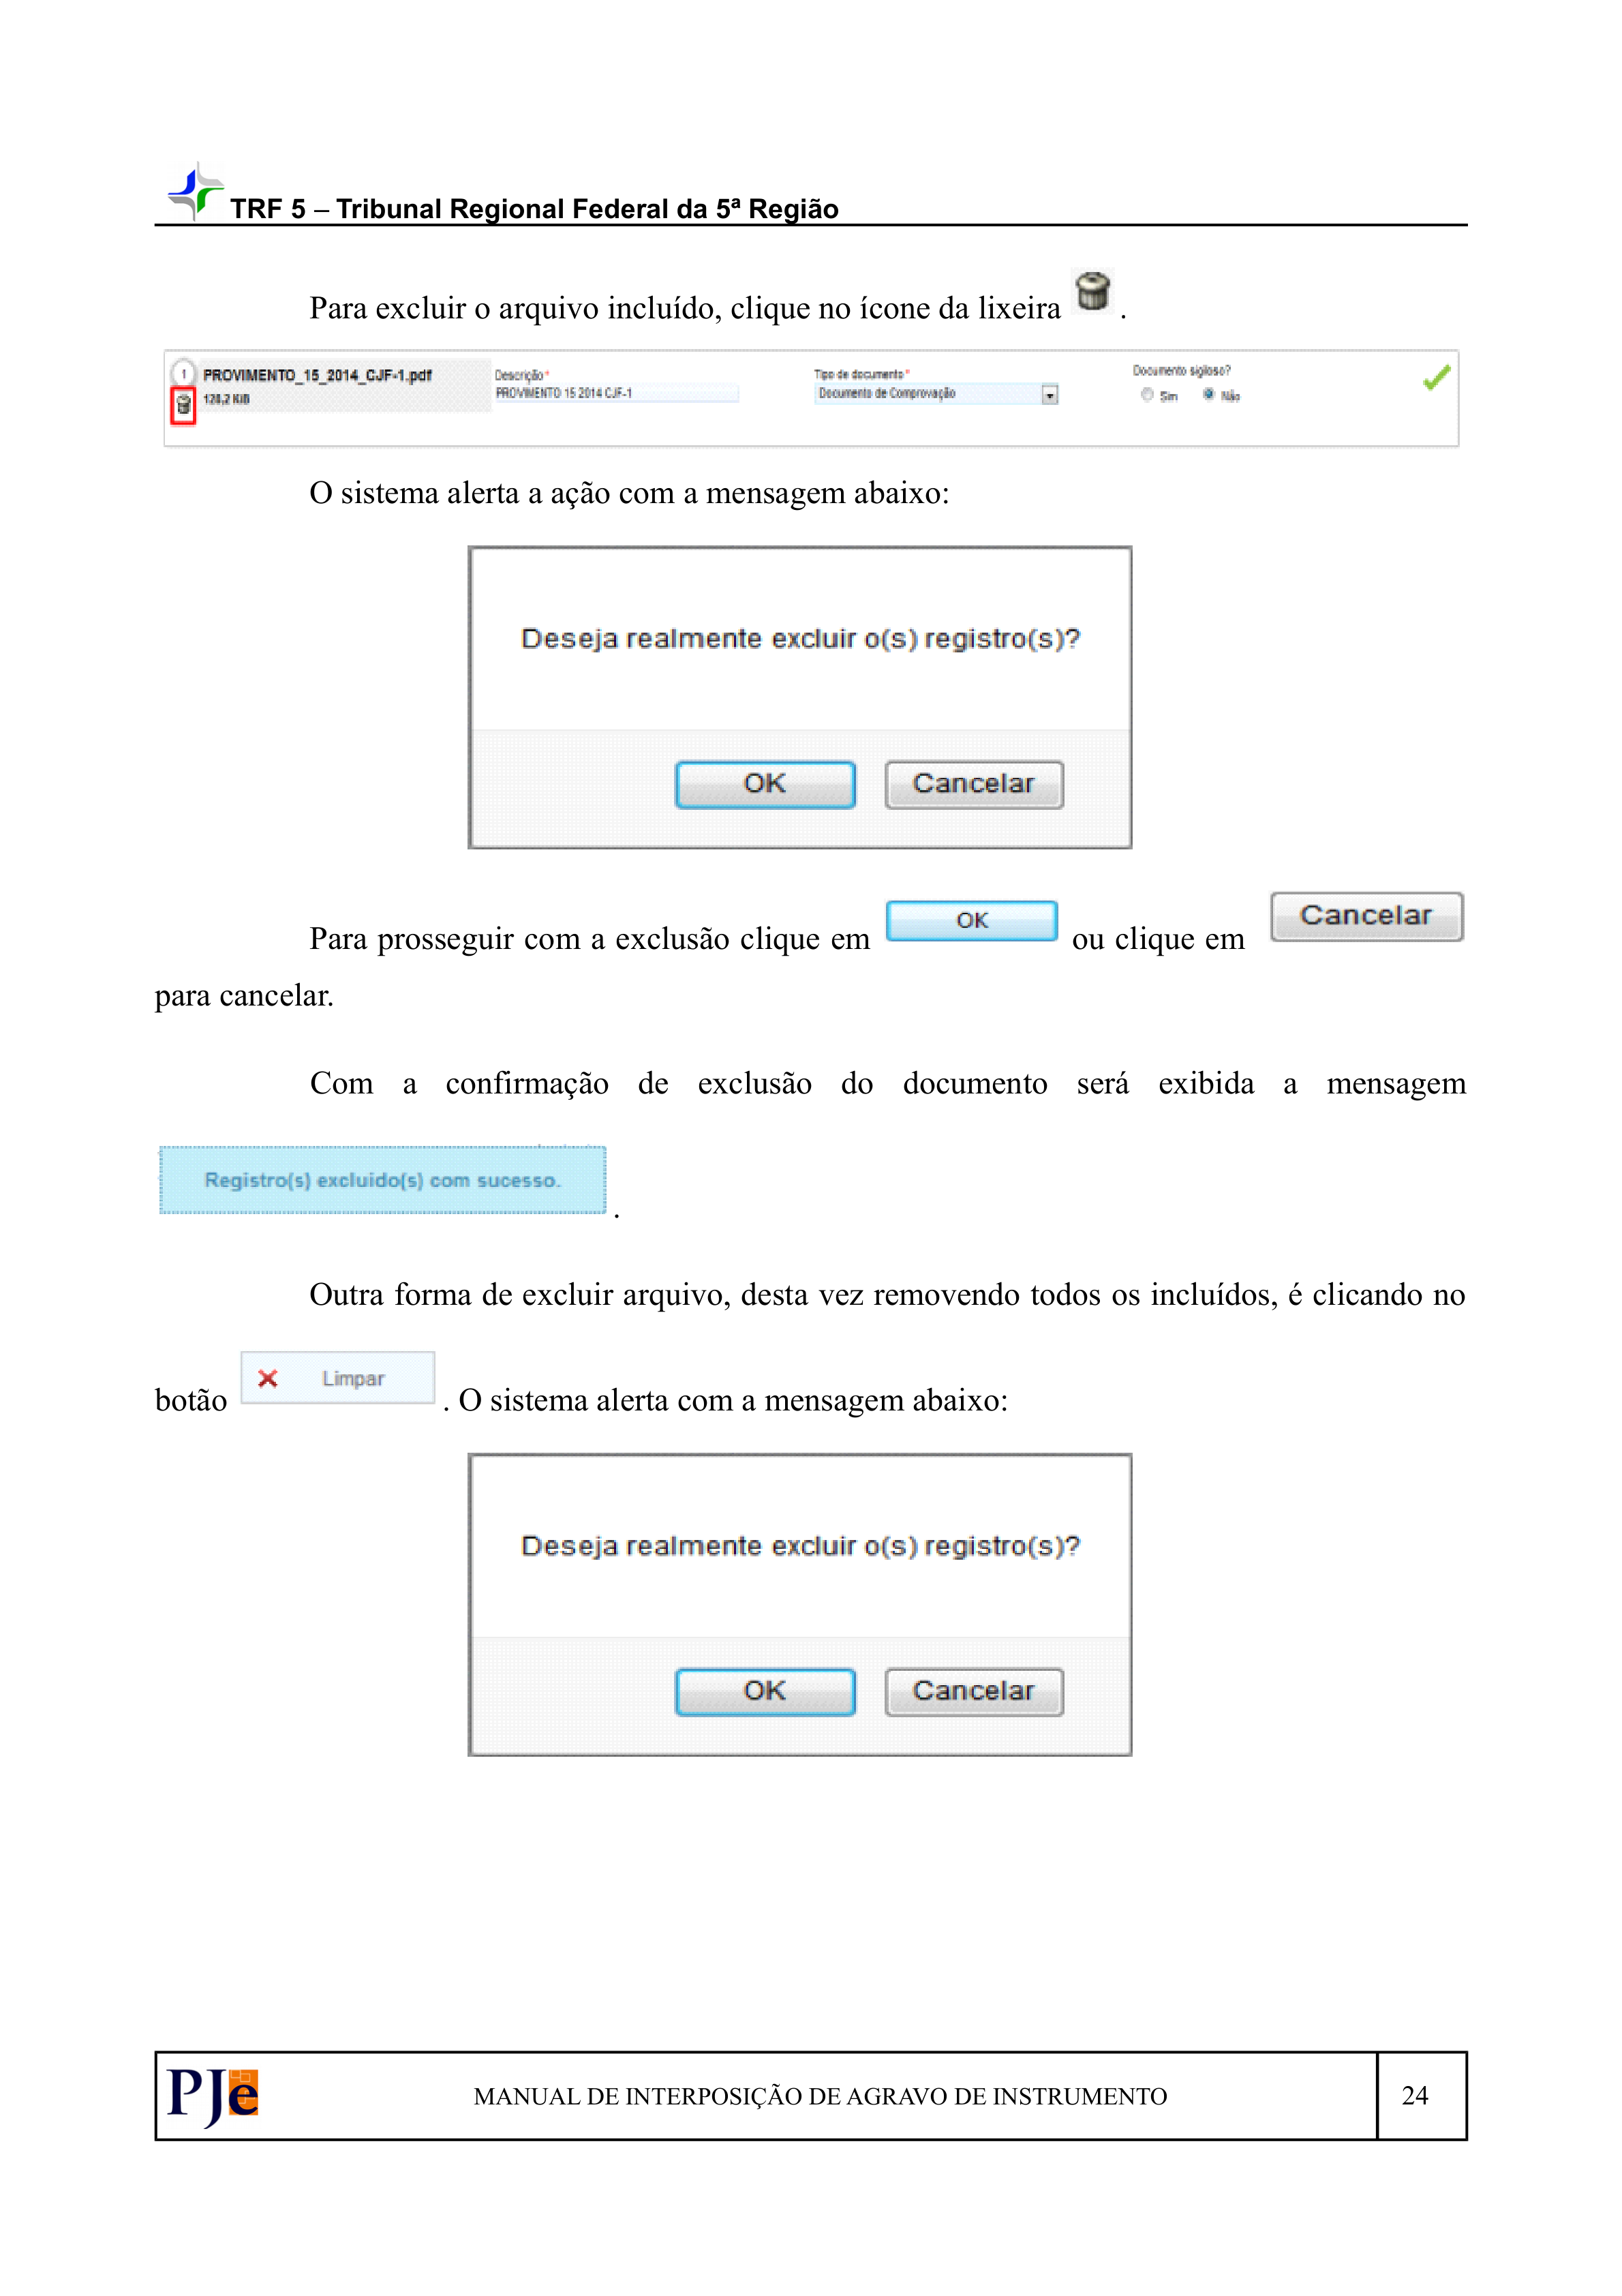 TRF 5 – Tribunal Regional Federal da 5ª Região
Para excluir o arquivo incluído, clique no ícone da lixeira .
1 PROVIMENTO_15_2014_CJF-1.pdf Descrição* Tipo de documento* Documento sigiloso?
128,2 KiB PROVIMENTO 15 2014 CJF-1 Documento de Comprovação Sim Não
O sistema alerta a ação com a mensagem abaixo:
Deseja realmente excluir o(s) registro(s)?
OK Cancelar
Para prosseguir com a exclusão clique em OK ou clique em Cancelar
para cancelar.
Com a confirmação de exclusão do documento será exibida a mensagem
Registro(s) excluido(s) com sucesso. .
Outra forma de excluir arquivo, desta vez removendo todos os incluídos, é clicando no
botão Limpar . O sistema alerta com a mensagem abaixo:
Deseja realmente excluir o(s) registro(s)?
OK Cancelar
PJe MANUAL DE INTERPOSIÇÃO DE AGRAVO DE INSTRUMENTO 24